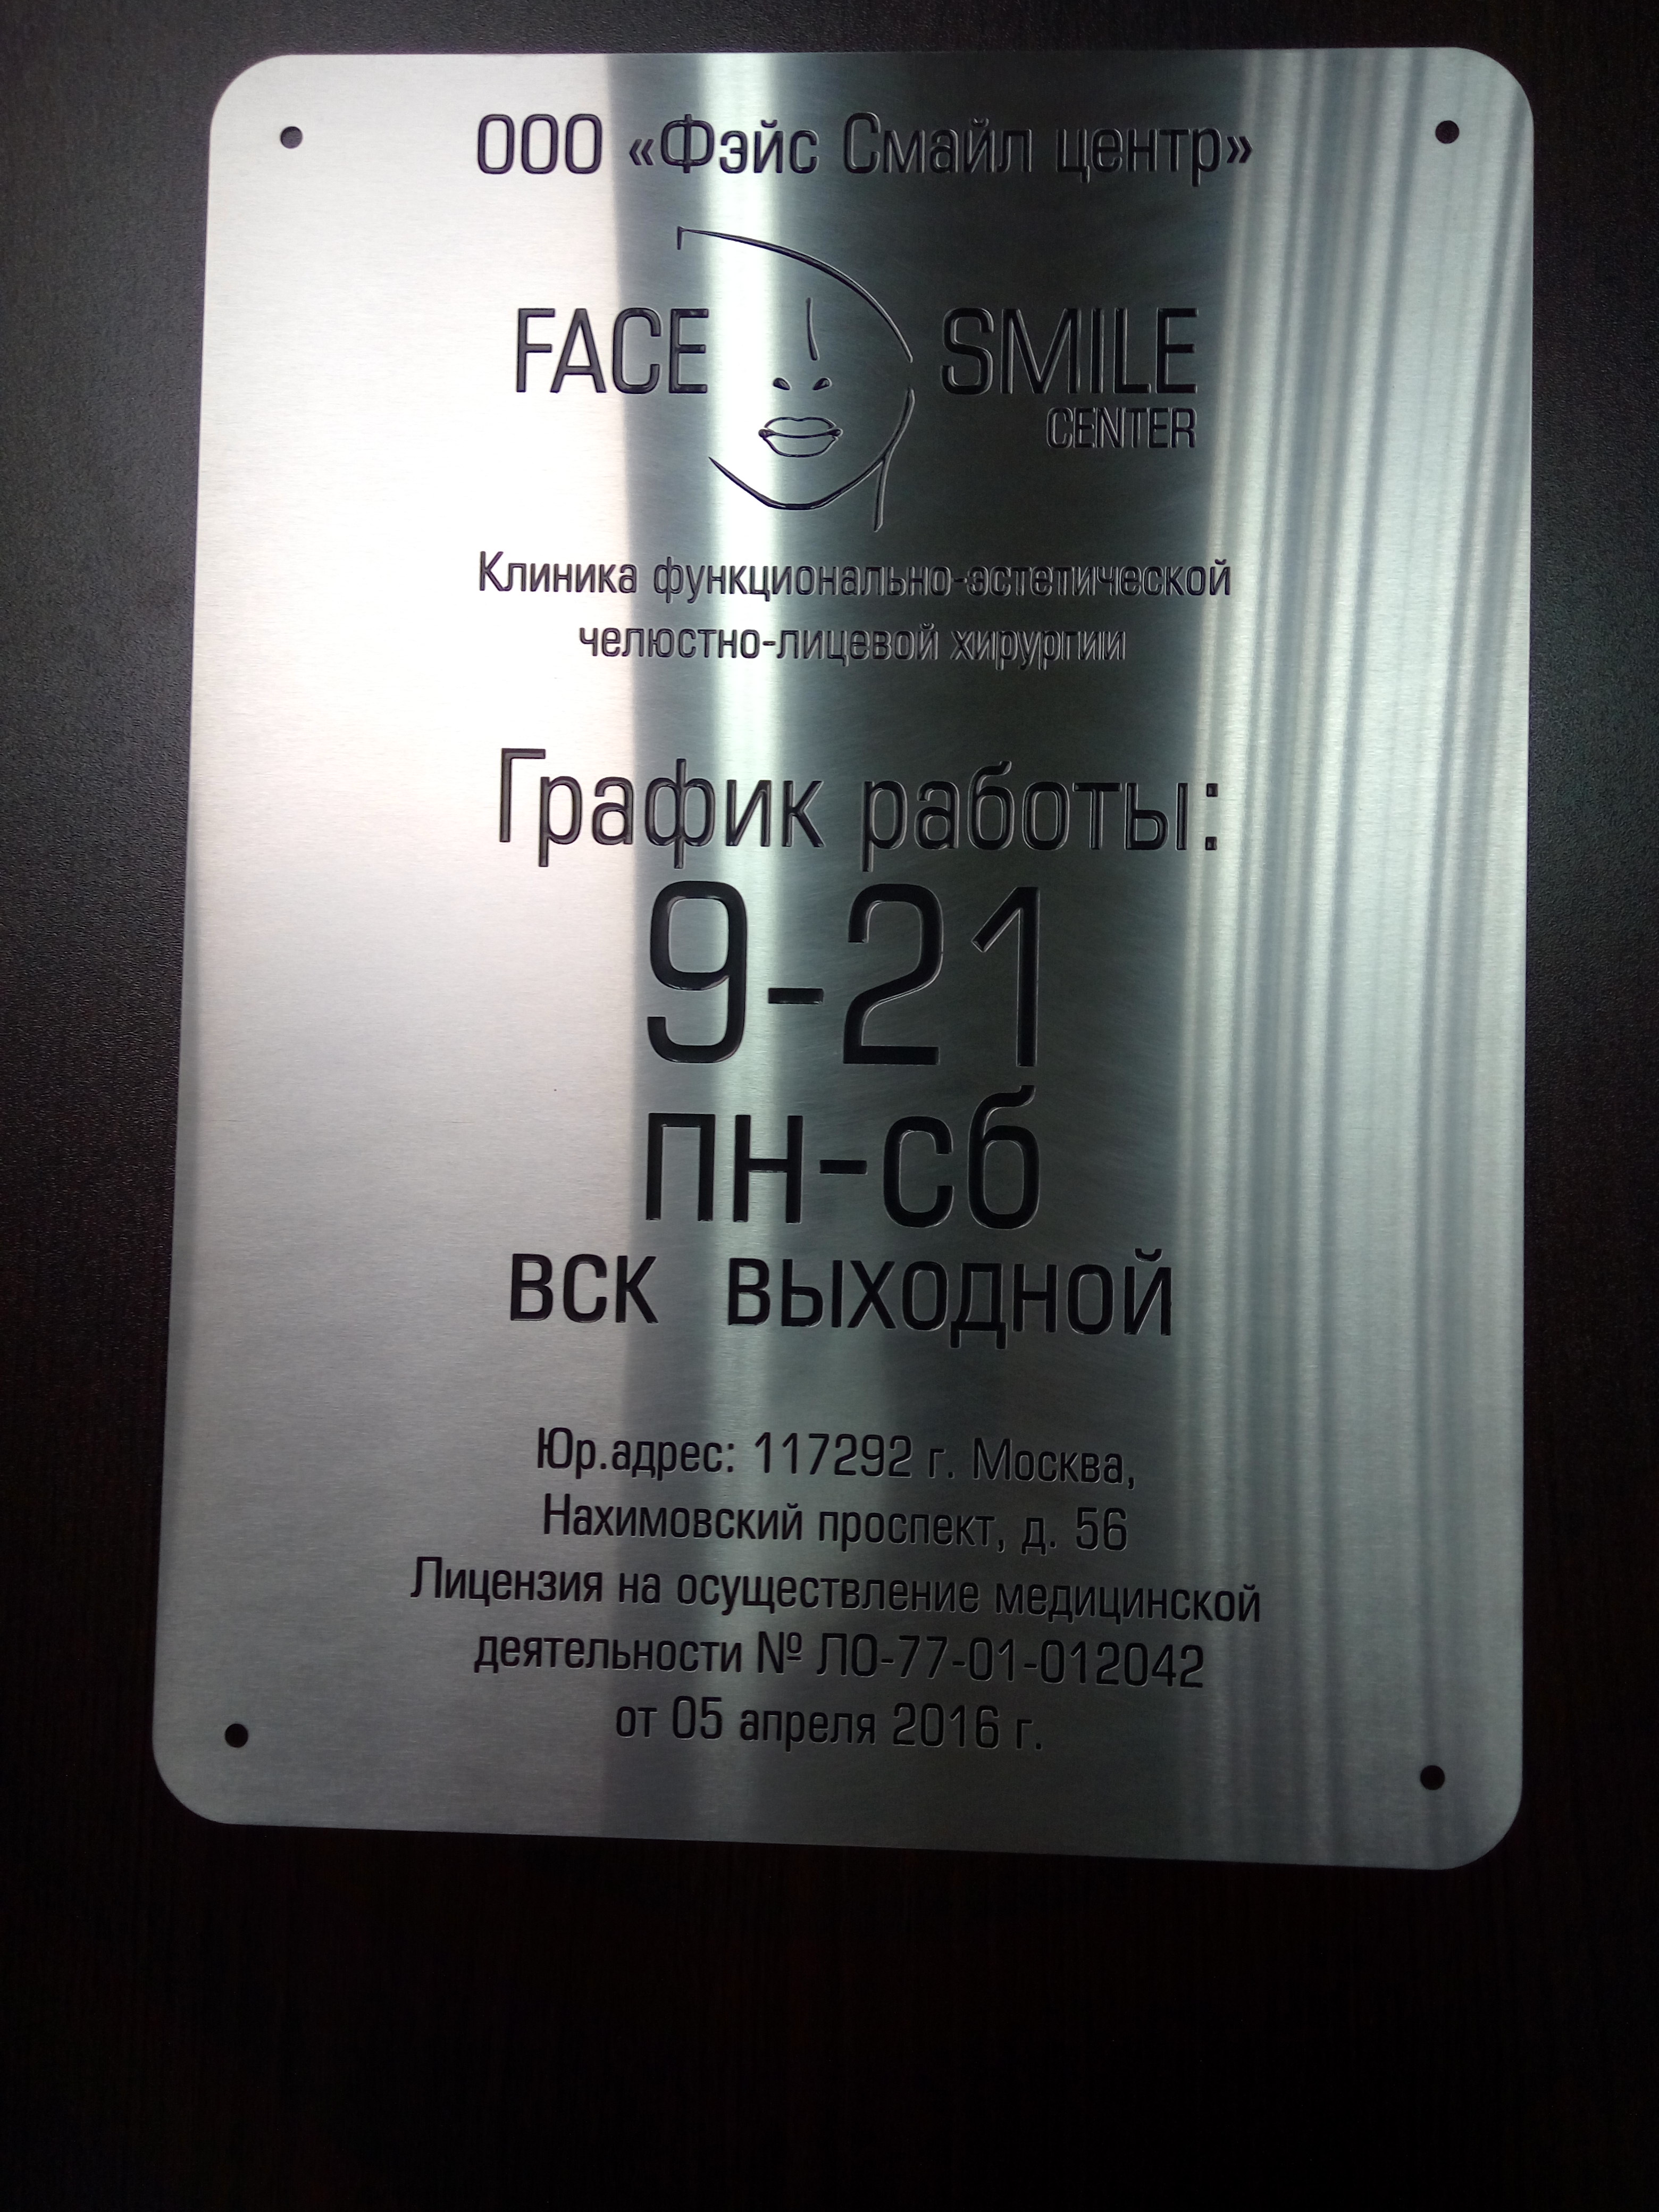 ООО «Фэйс Смайл центр»
FACE SMILE
CENTER
Клиника функционально-эстетической
челюстно-лицевой хирургии
График работы:
9-21
пн-сб
вск выходной
Юр.адрес: 117292 г. Москва,
Нахимовский проспект, д. 56
Лицензия на осуществление медицинской
деятельности № ЛО-77-01-012042
от 05 апреля 2016 г.